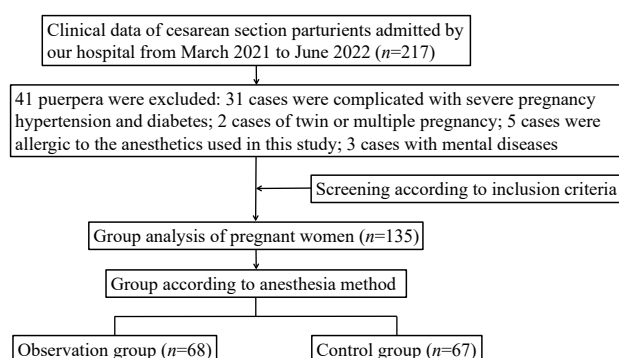 Clinical data of cesarean section parturients admitted by
our hospital from March 2021 to June 2022 (n=217)
41 puerpera were excluded: 31 cases were complicated with severe pregnancy
hypertension and diabetes; 2 cases of twin or multiple pregnancy; 5 cases were
allergic to the anesthetics used in this study; 3 cases with mental diseases
Screening according to inclusion criteria
Group analysis of pregnant women (n=135)
Group according to anesthesia method
Observation group (n=68)
Control group (n=67)